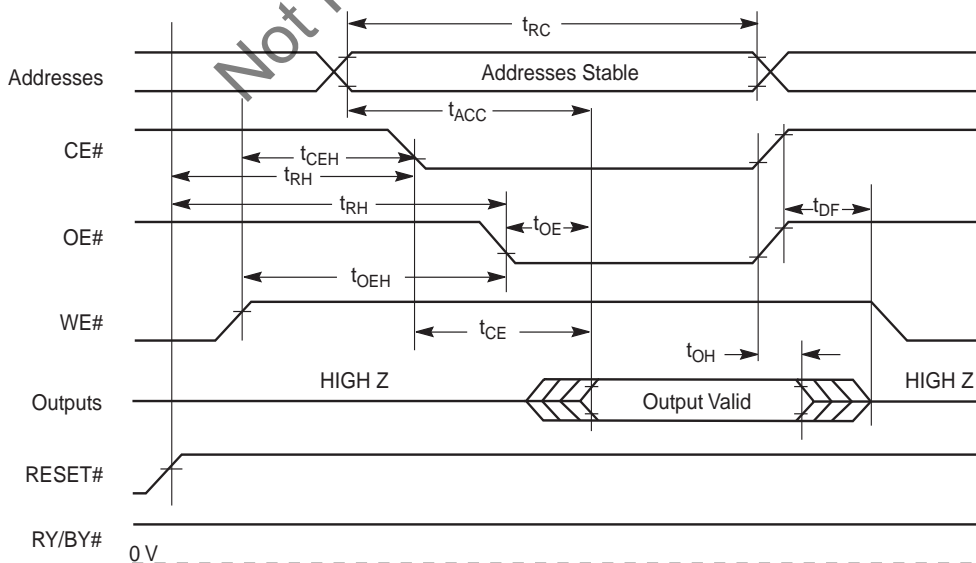 tRC
Addresses
Addresses Stable
tACC
CE#
tCEH
tRH
tRH
tDF
OE#
tOE
tOEH
WE#
tCE
tOH
HIGH Z
HIGH Z
Outputs
Output Valid
RESET#
RY/BY#
0 V
Not